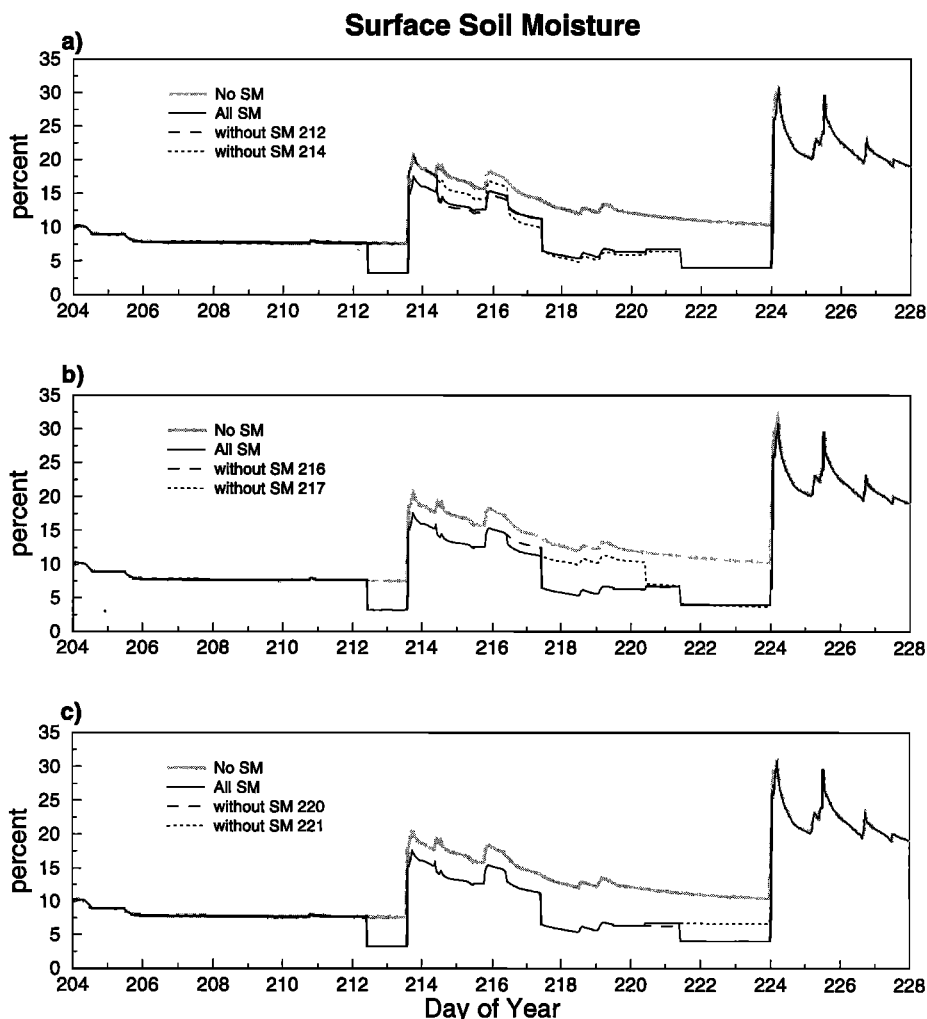 Surface Soil Moisture
a)
35
30
25
20
15
10
5
0
percent
No SM
All SM
without SM 212
without SM 214
204 206 208 210 212 214 216 218 220 222 224 226 228
b)
35
30
25
20
15
10
5
0
percent
No SM
All SM
without SM 216
without SM 217
204 206 208 210 212 214 216 218 220 222 224 226 228
c)
35
30
25
20
15
10
5
0
percent
No SM
All SM
without SM 220
without SM 221
204 206 208 210 212 214 216 218 220 222 224 226 228
Day of Year